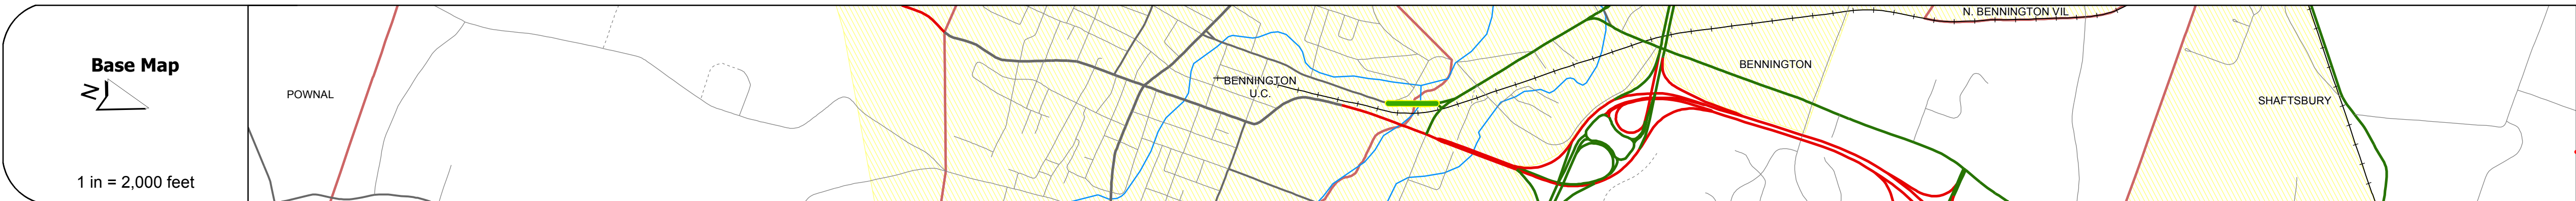 Base Map
N
1 in = 2,000 feet
POWNAL
BENNINGTON
U.C.
BENNINGTON
N. BENNINGTON VIL
SHAFTSBURY